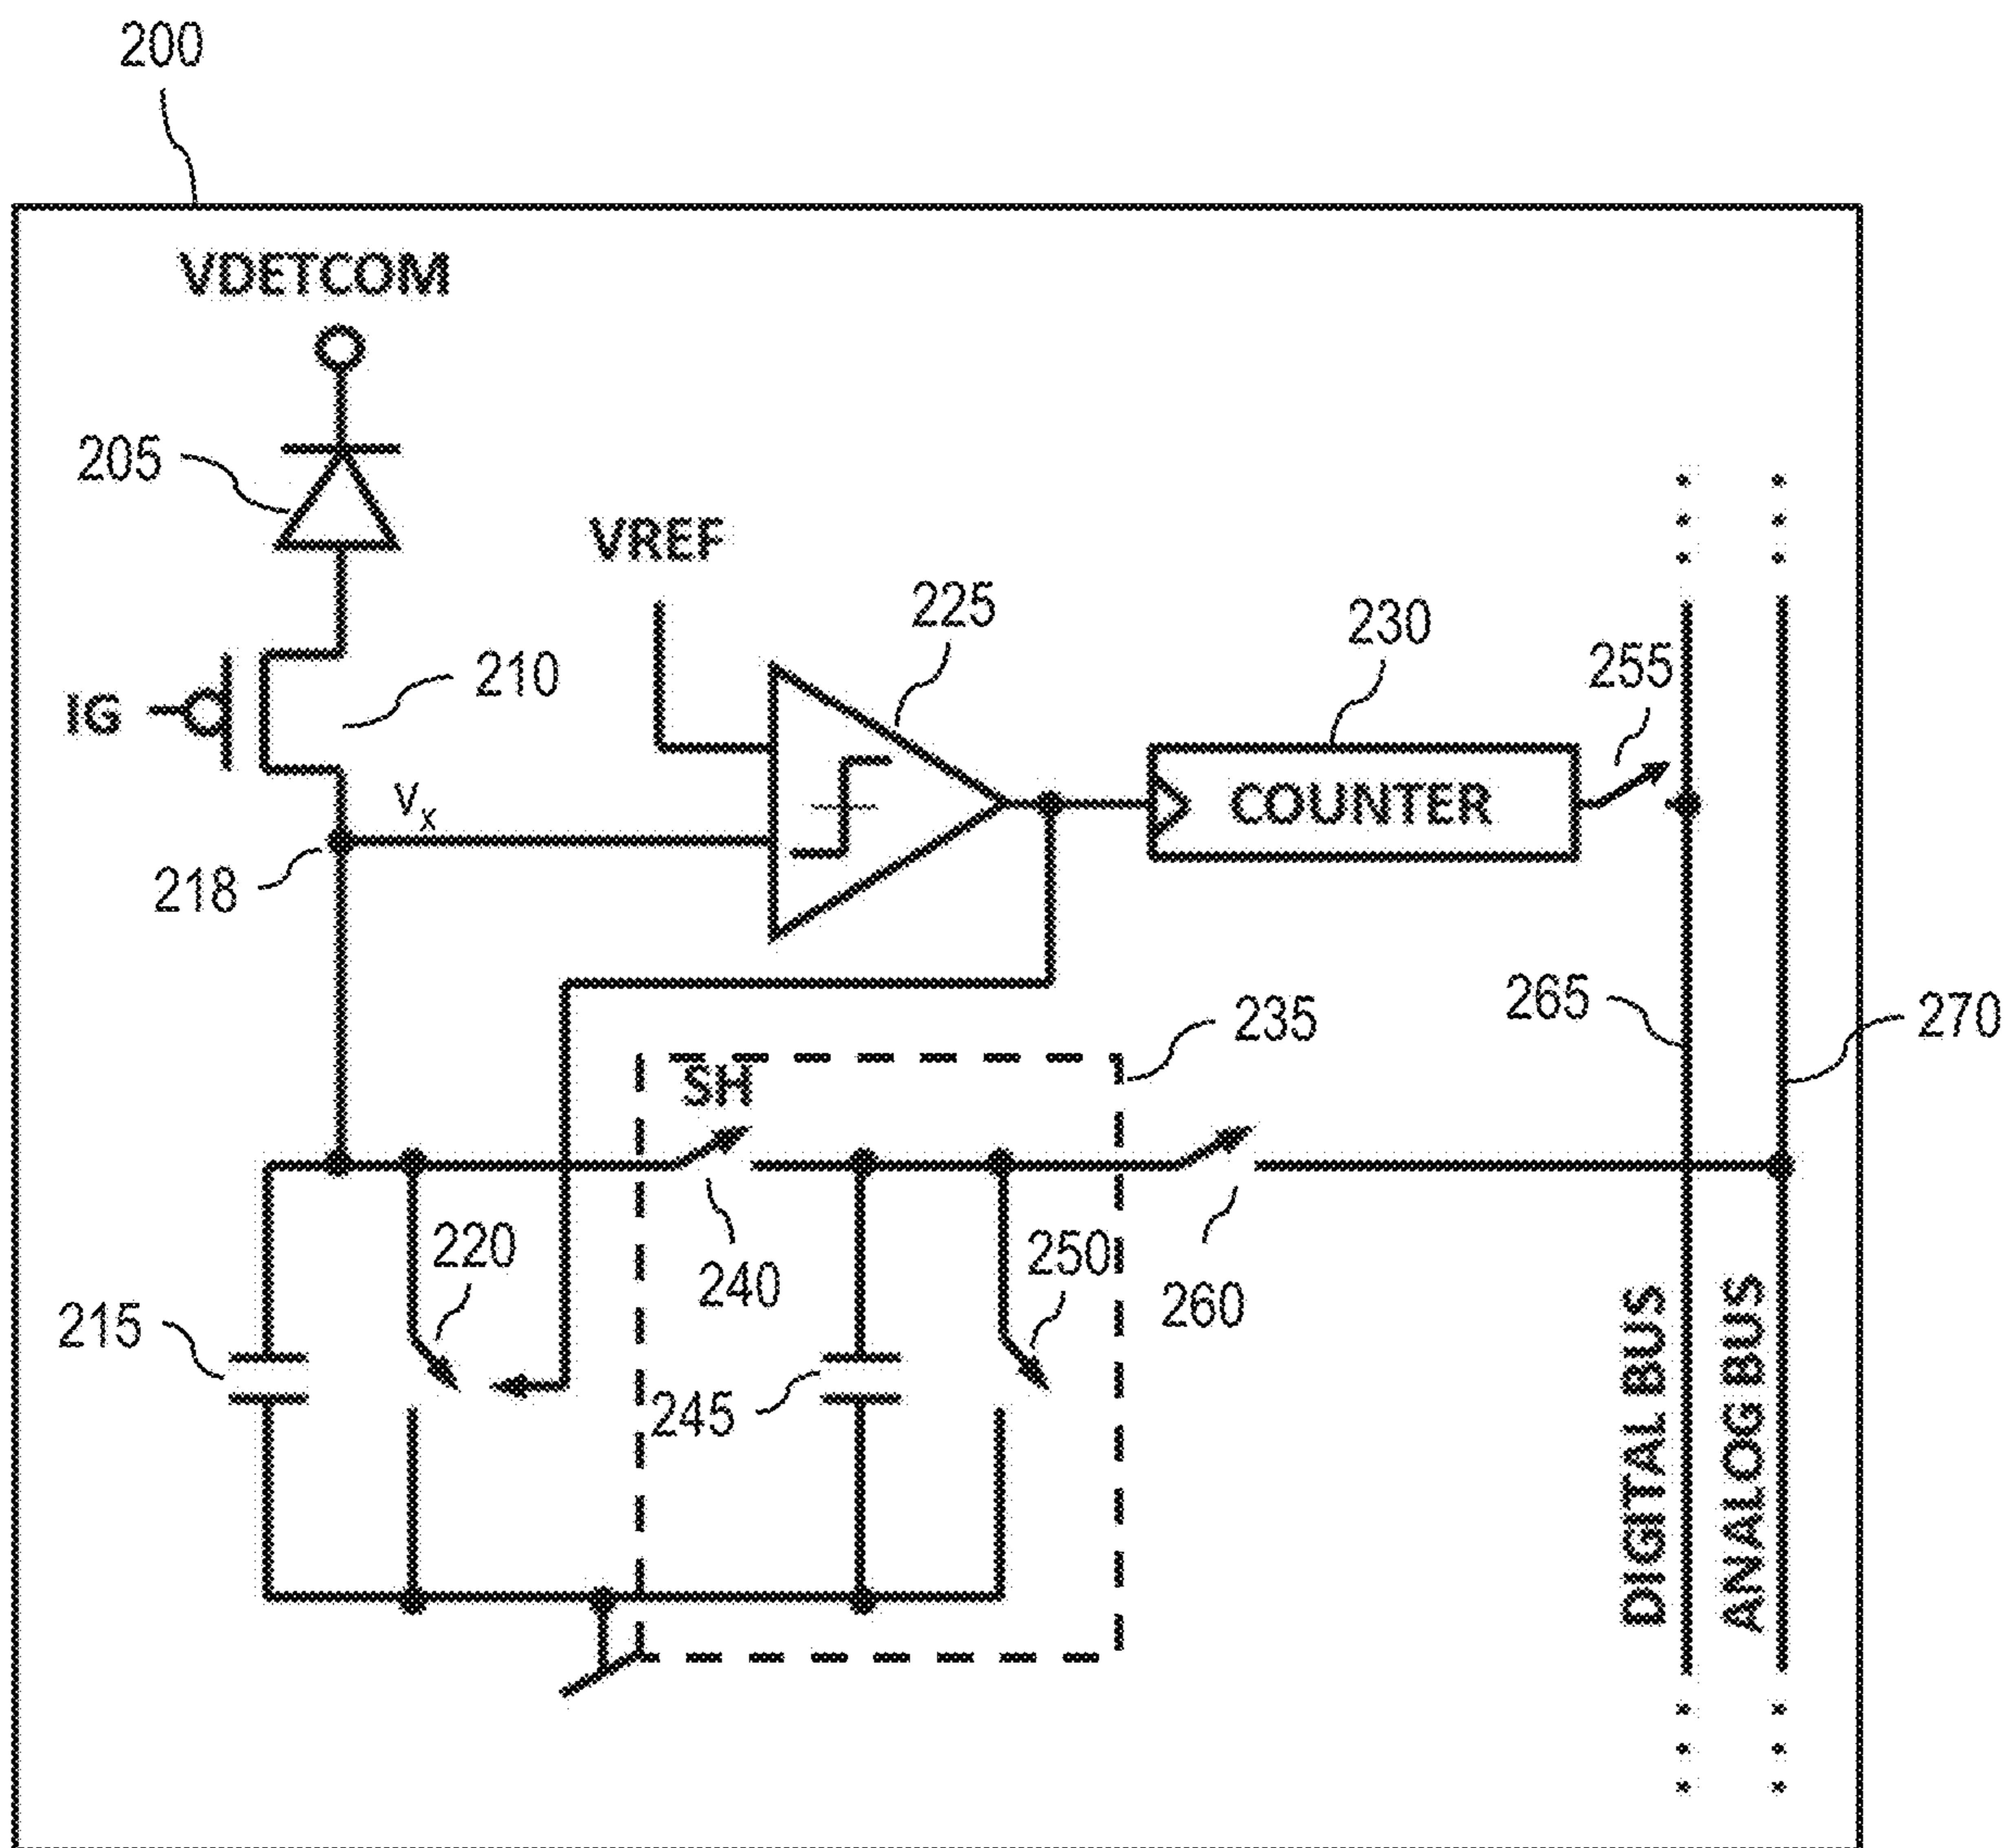 200
VDETCOM
205
VREF
225
230
255
IG
210
COUNTER
Vx
218
265
270
235
SH
220
240
250
260
215
245
DIGITAL BUS
ANALOG BUS